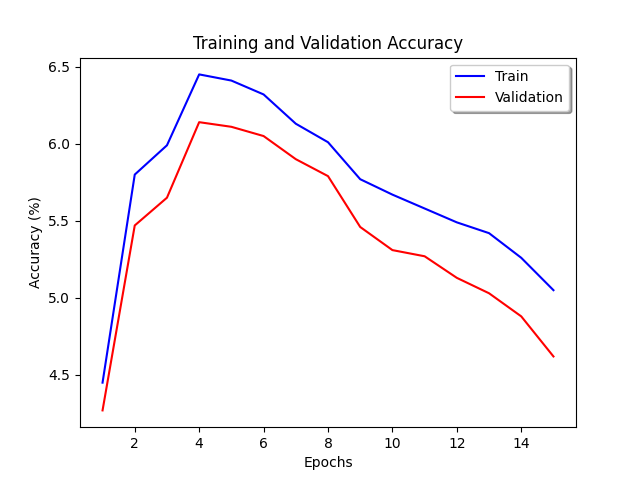 Training and Validation Accuracy
6.5
6.0
5.5
5.0
4.5
Accuracy (%)
Train
Validation
2 4 6 8 10 12 14
Epochs